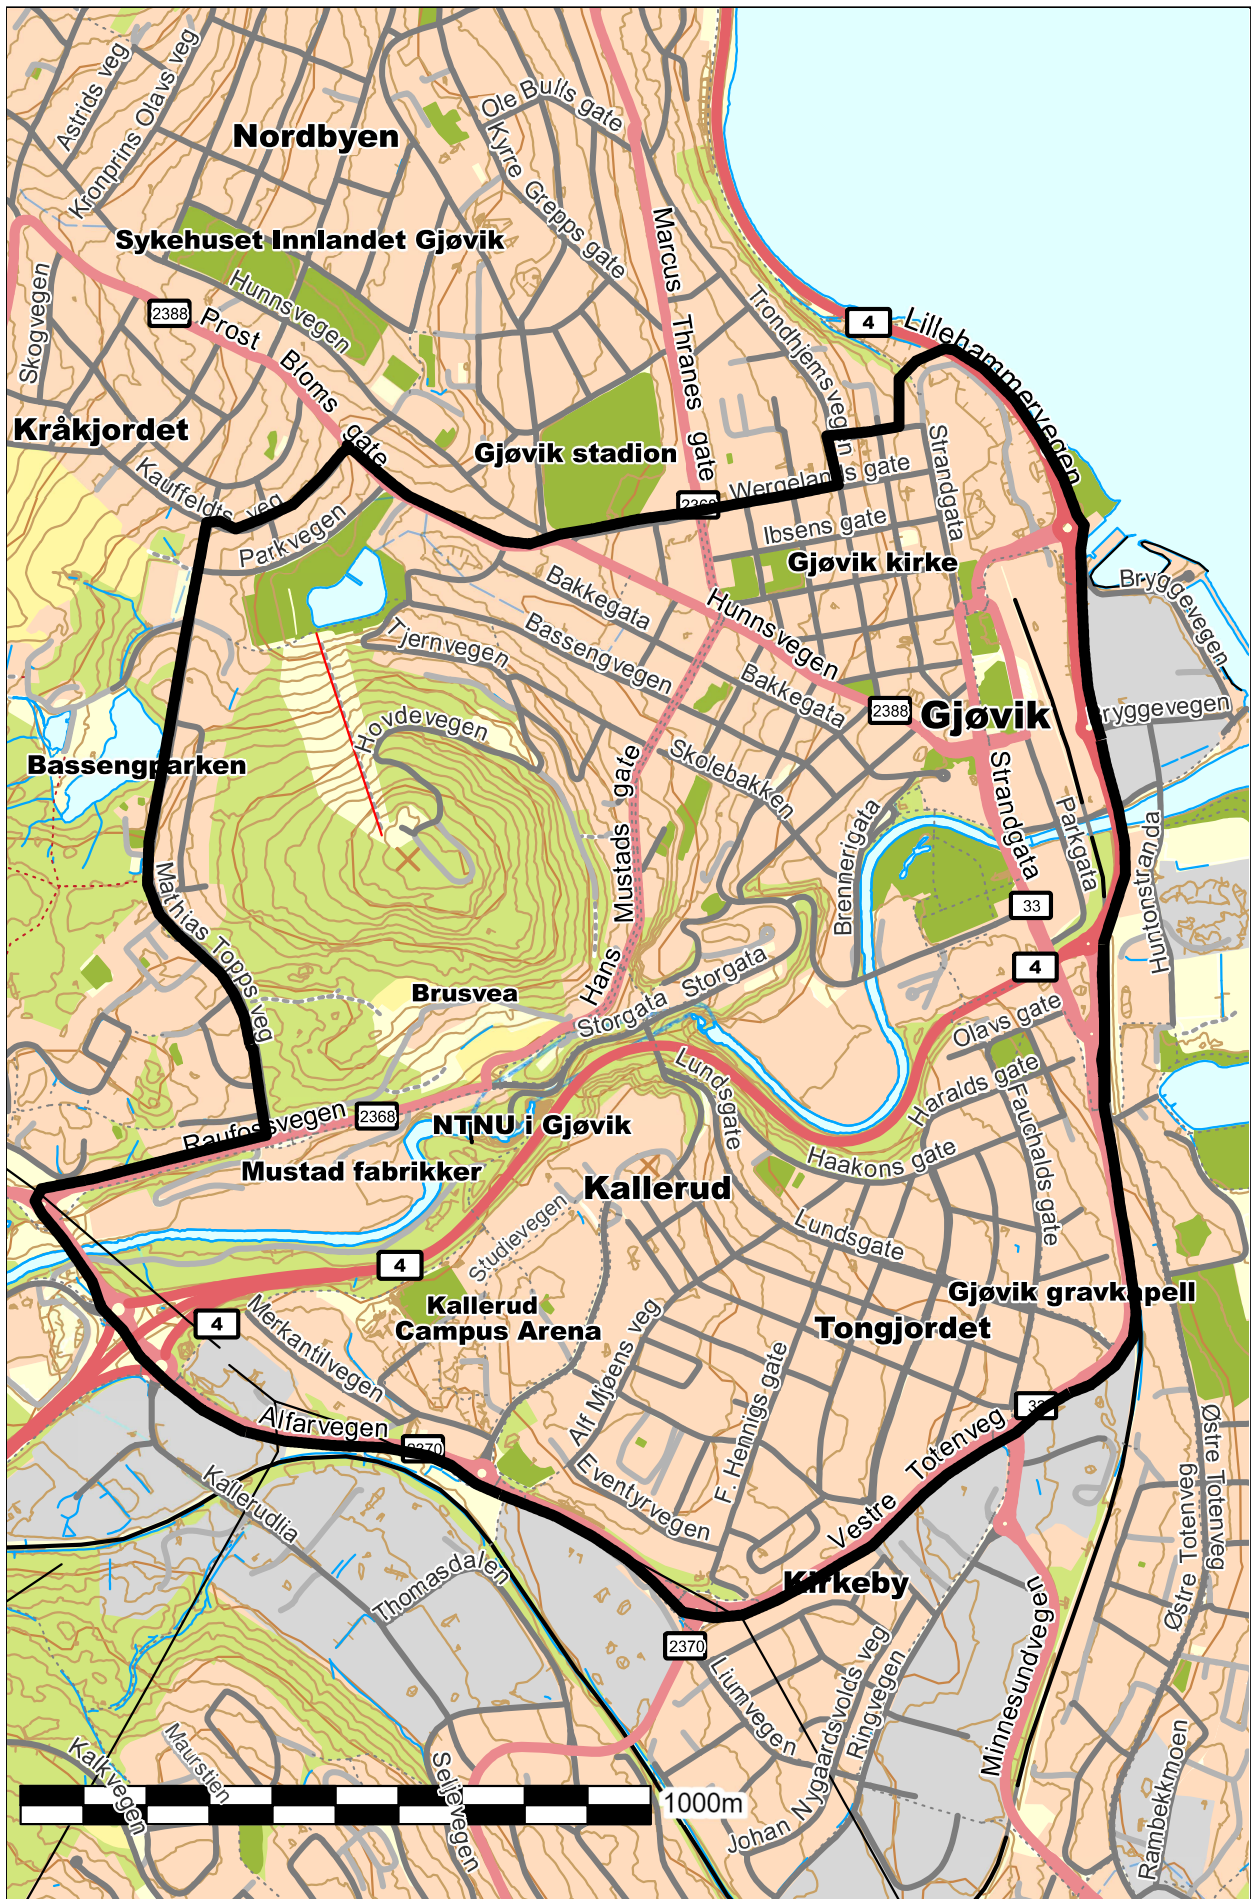 Astrids veg
Kronprins Olavs veg
Nordbyen
Ole Bulls gate
Kyrre Grepps gate
Marcus Thranes gate
Sykehuset Innlandet Gjøvik
Hunnsvegen
Skogvegen
2388
Prost Bloms gate
Trondhjemsvegen
4
Lillehammervegen
Kråkjordet
Gjøvik stadion
Strandgata
Kauffeldts veg
Wergelands gate
Parkvegen
Ibsens gate
Gjøvik kirke
Bakkegata
Hunnsvegen
Bryggevegen
Tjernvegen
Bassengvegen
Bakkegata
2388
Gjøvik
Bryggevegen
Hovdevegen
Bassengparken
Skolebakken
Strandgata
Hans Mustads gate
Brennerigata
Parkgata
Huntonstranda
Mathias Topps veg
33
4
Brusvea
Storgata
Storgata
Olavs gate
Lundsgate
Haralds gate
Fauchalds gate
Raufossvegen
2368
NTNU i Gjøvik
Haakons gate
Mustad fabrikker
Kallerud
Studievegen
Lundsgate
4
Gjøvik gravkapell
4
Merkantilvegen
Kallerud
Campus Arena
Alf Mjøens veg
Tongjordet
F. Hennigs gate
Alfarvegen
2370
33
Vestre Totenveg
Eventyrvegen
Kallerudlia
Østre Totenveg
Østre Totenveg
Thomasdalen
Kirkeby
Minnesundvegen
2370
Liumvegen
Johan Nygaardsvolds veg
Ringvegen
Maurstien
Kalkvegen
Seljevegen
Rambekkmoen
1000m